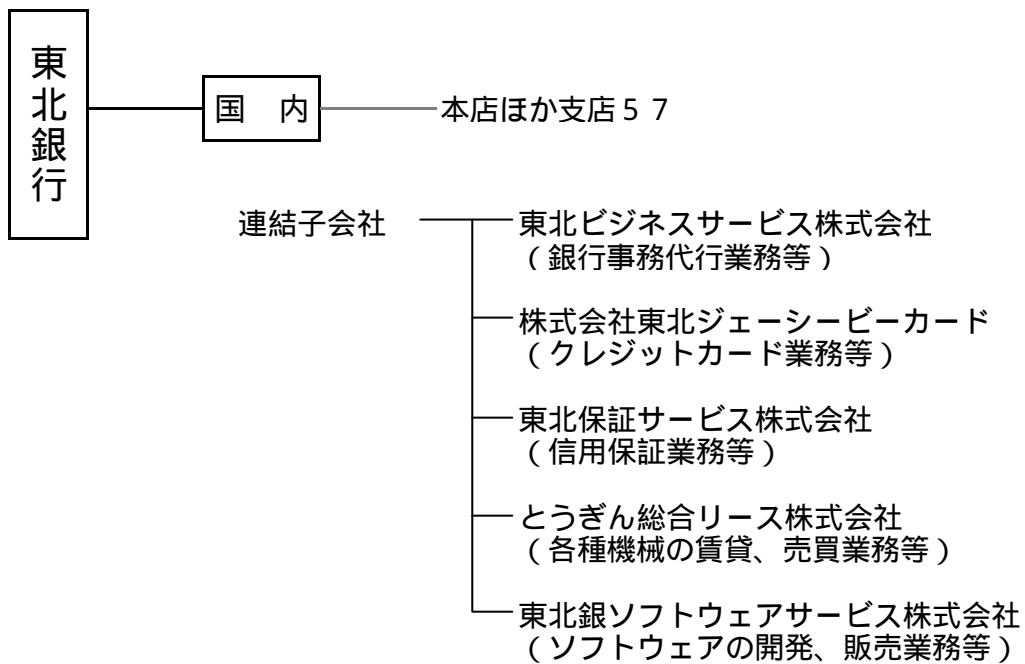 東北銀行
国　内
本店ほか支店５７
連結子会社
東北ビジネスサービス株式会社
（銀行事務代行業務等）
株式会社東北ジェーシービーカード
（クレジットカード業務等）
東北保証サービス株式会社
（信用保証業務等）
とうぎん総合リース株式会社
（各種機械の賃貸、売買業務等）
東北銀ソフトウェアサービス株式会社
（ソフトウェアの開発、販売業務等）